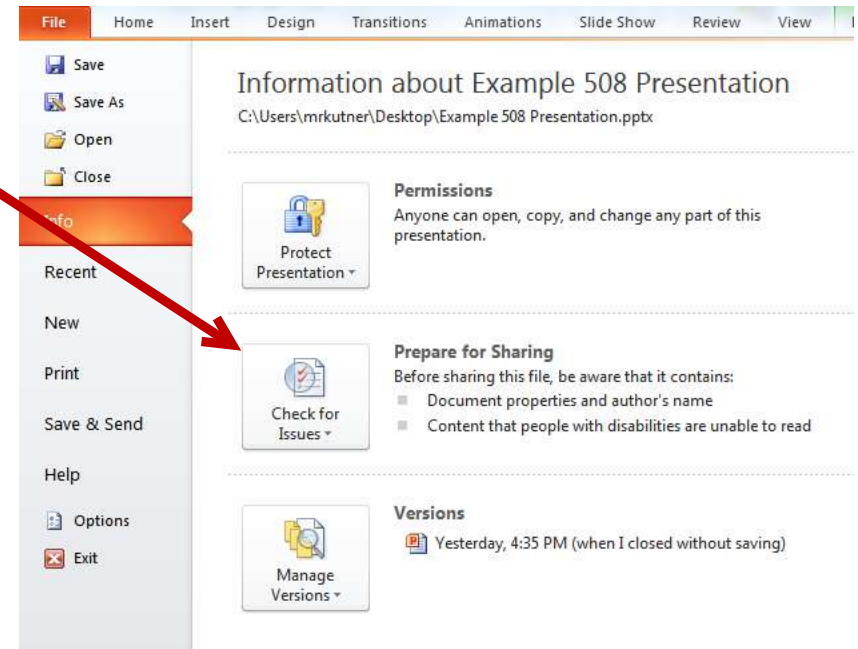 File Home Insert Design Transitions Animations Slide Show Review View
Save
Save As
Open
Close
Info
Recent
New
Print
Save & Send
Help
Options
Exit
Information about Example 508 Presentation
C:\Users\mrkutner\Desktop\Example 508 Presentation.pptx
Protect
Presentation
Permissions
Anyone can open, copy, and change any part of this
presentation.
Check for
Issues
Prepare for Sharing
Before sharing this file, be aware that it contains:
Document properties and author's name
Content that people with disabilities are unable to read
Manage
Versions
Versions
Yesterday, 4:35 PM (when I closed without saving)